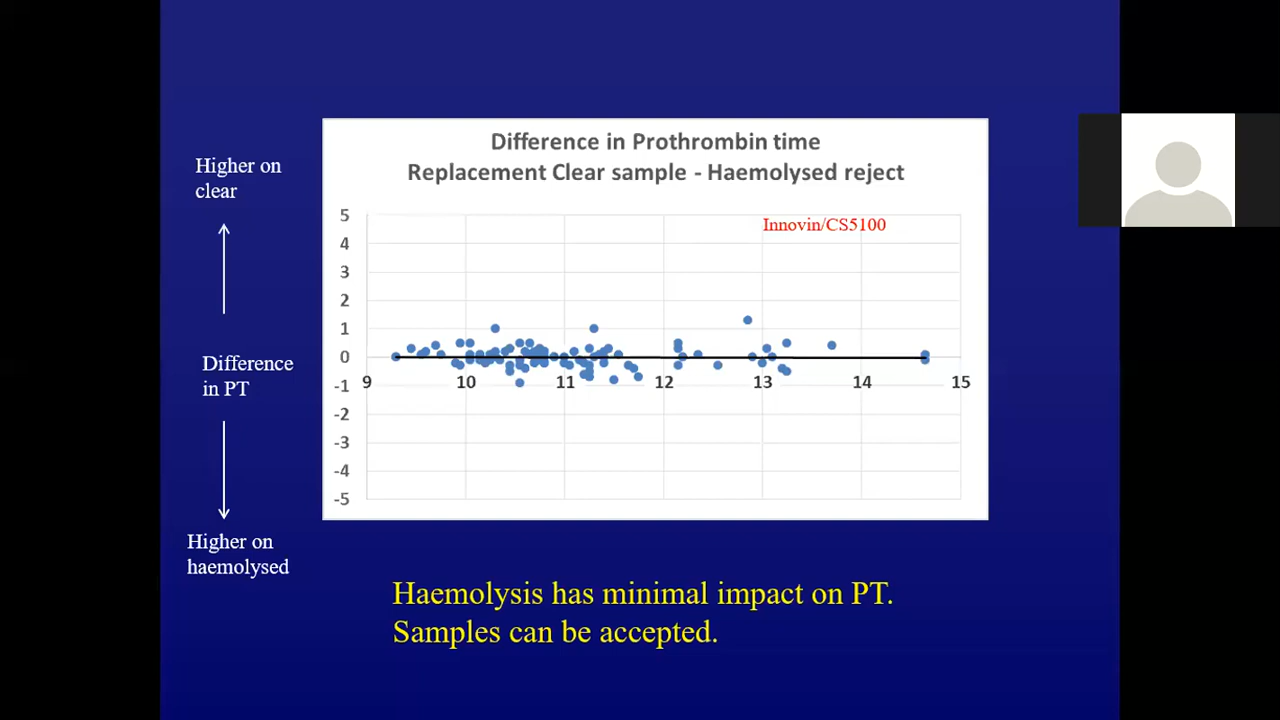 Difference in Prothrombin time
Replacement Clear sample - Haemolysed reject
Higher on
clear
Difference
in PT
Higher on
haemolysed
Innovin/CS5100
5
4
3
2
1
0
-1
-2
-3
-4
-5
9 10 11 12 13 14 15
Haemolysis has minimal impact on PT.
Samples can be accepted.